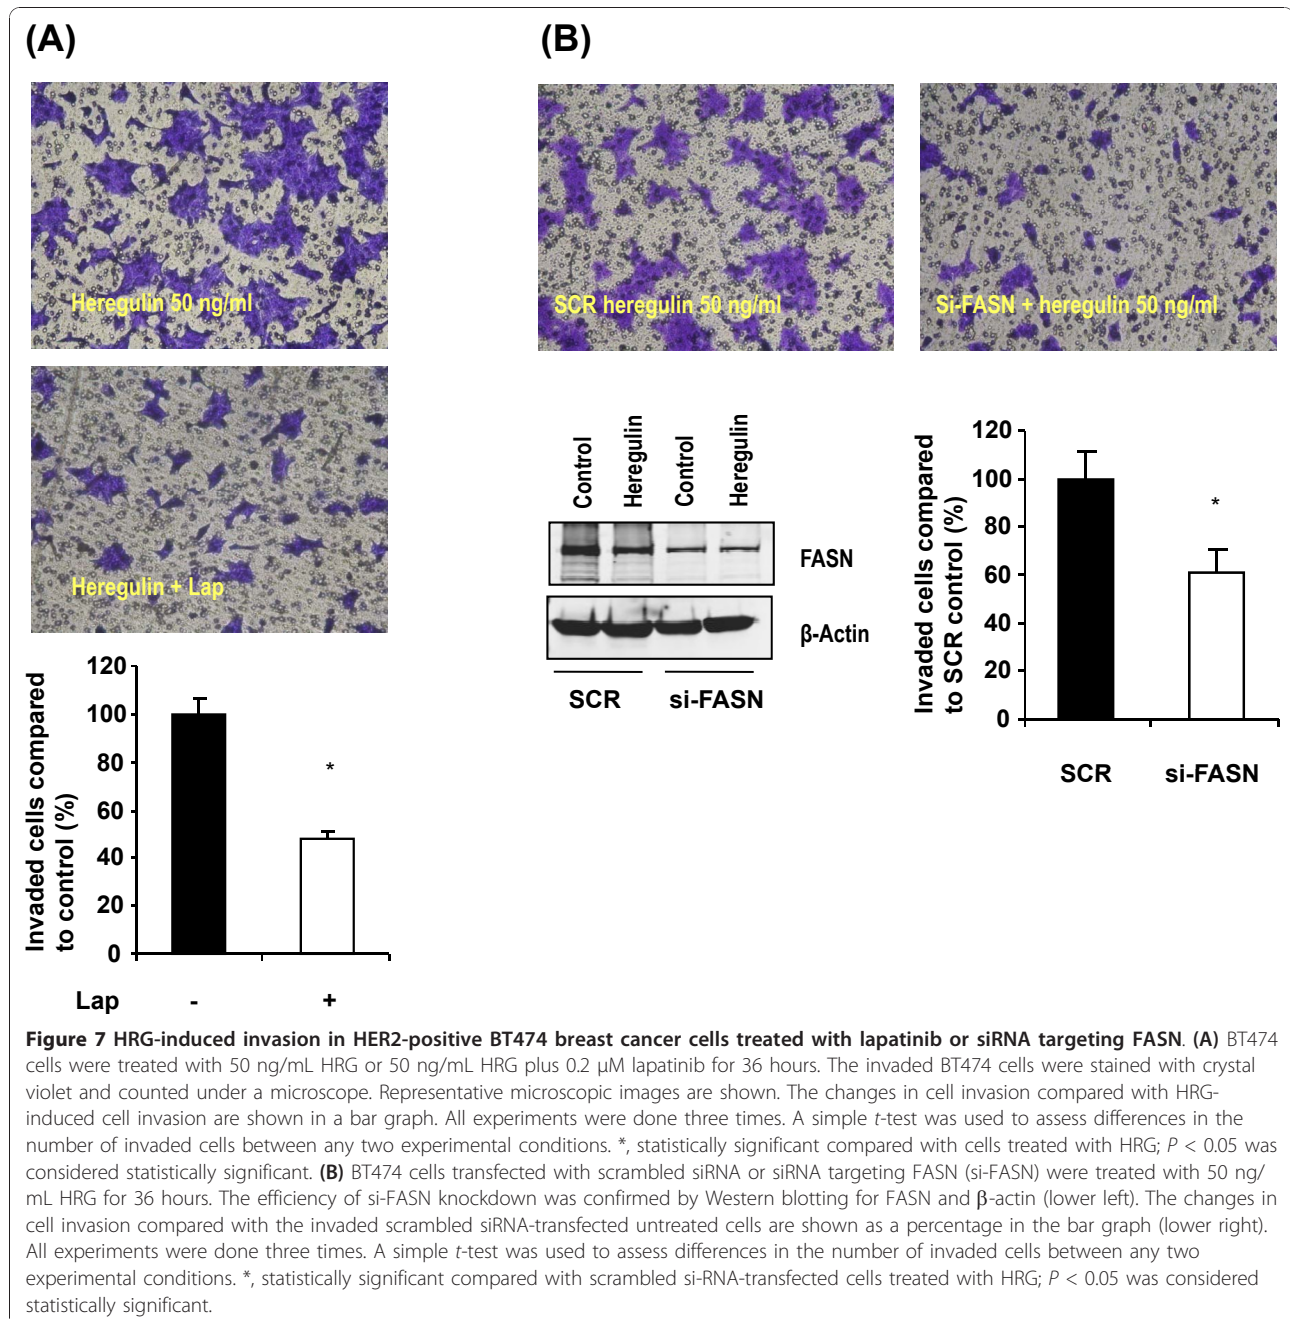 (A)
(B)
Heregulin 50 ng/ml
SCR heregulin 50 ng/ml
Si-FASN + heregulin 50 ng/ml
Heregulin + Lap
Control
Heregulin
Control
Heregulin
FASN
β-Actin
SCR
si-FASN
Invaded cells compared
to SCR control (%)
120
100
80
60
40
20
0
*
SCR
si-FASN
Invaded cells compared
to control (%)
120
100
80
60
40
20
0
*
Lap
-
+
Figure 7 HRG-induced invasion in HER2-positive BT474 breast cancer cells treated with lapatinib or siRNA targeting FASN. (A) BT474
cells were treated with 50 ng/mL HRG or 50 ng/mL HRG plus 0.2 μM lapatinib for 36 hours. The invaded BT474 cells were stained with crystal
violet and counted under a microscope. Representative microscopic images are shown. The changes in cell invasion compared with HRG-
induced cell invasion are shown in a bar graph. All experiments were done three times. A simple t-test was used to assess differences in the
number of invaded cells between any two experimental conditions. *, statistically significant compared with cells treated with HRG; P < 0.05 was
considered statistically significant. (B) BT474 cells transfected with scrambled siRNA or siRNA targeting FASN (si-FASN) were treated with 50 ng/
mL HRG for 36 hours. The efficiency of si-FASN knockdown was confirmed by Western blotting for FASN and β-actin (lower left). The changes in
cell invasion compared with the invaded scrambled siRNA-transfected untreated cells are shown as a percentage in the bar graph (lower right).
All experiments were done three times. A simple t-test was used to assess differences in the number of invaded cells between any two
experimental conditions. *, statistically significant compared with scrambled si-RNA-transfected cells treated with HRG; P < 0.05 was considered
statistically significant.